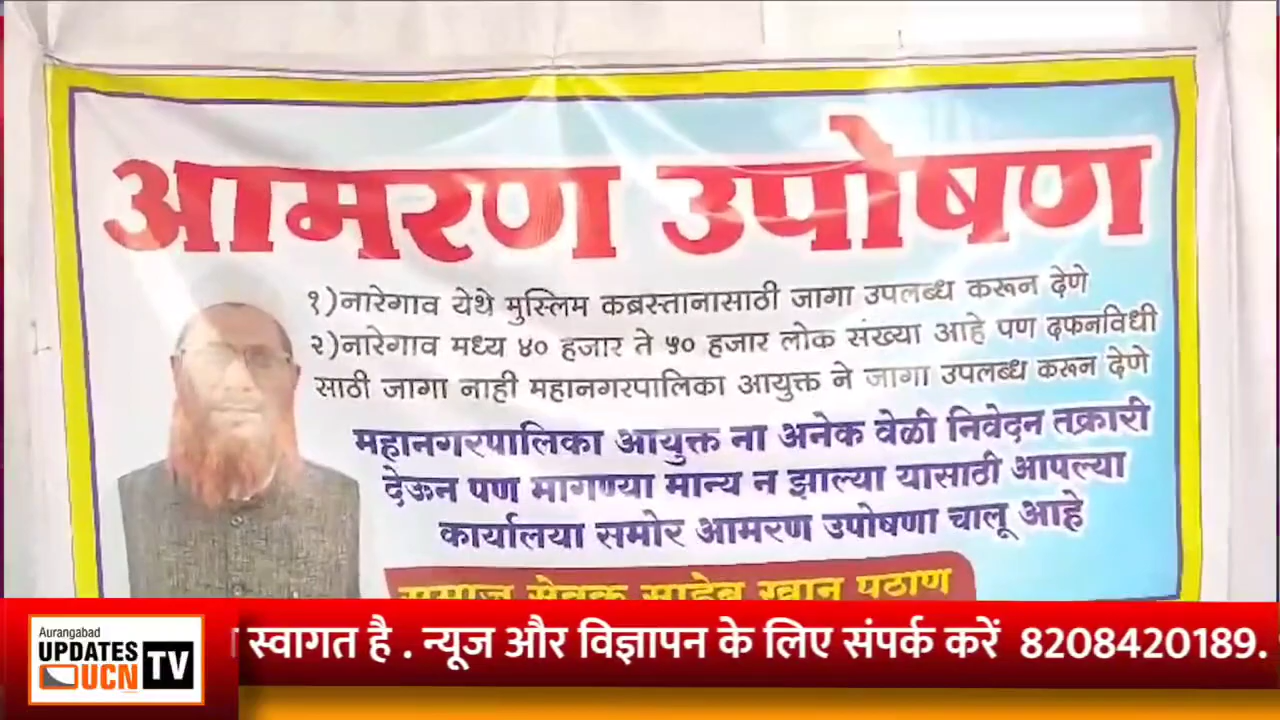 आमरण उपोषण
१)नारेगाव येथे मुस्लिम कब्रस्तानासाठी जागा उपलब्ध करून देणे
२)नारेगाव मध्य ४० हजार ते ५० हजार लोक संख्या आहे पण दफनविधी
साठी जागा नाही महानगरपालिका आयुक्त ने जागा उपलब्ध करून देणे
महानगरपालिका आयुक्त ना अनेक वेळी निवेदन तक्रारी
देऊन पण मागण्या मान्य न झाल्या यासाठी आपल्या
कार्यालया समोर आमरण उपोषणा चालू आहे
समाज सेवक साहेब खान पठाण
Aurangabad
UPDATES
UCN TV
स्वागत है . न्यूज और विज्ञापन के लिए संपर्क करें 8208420189.